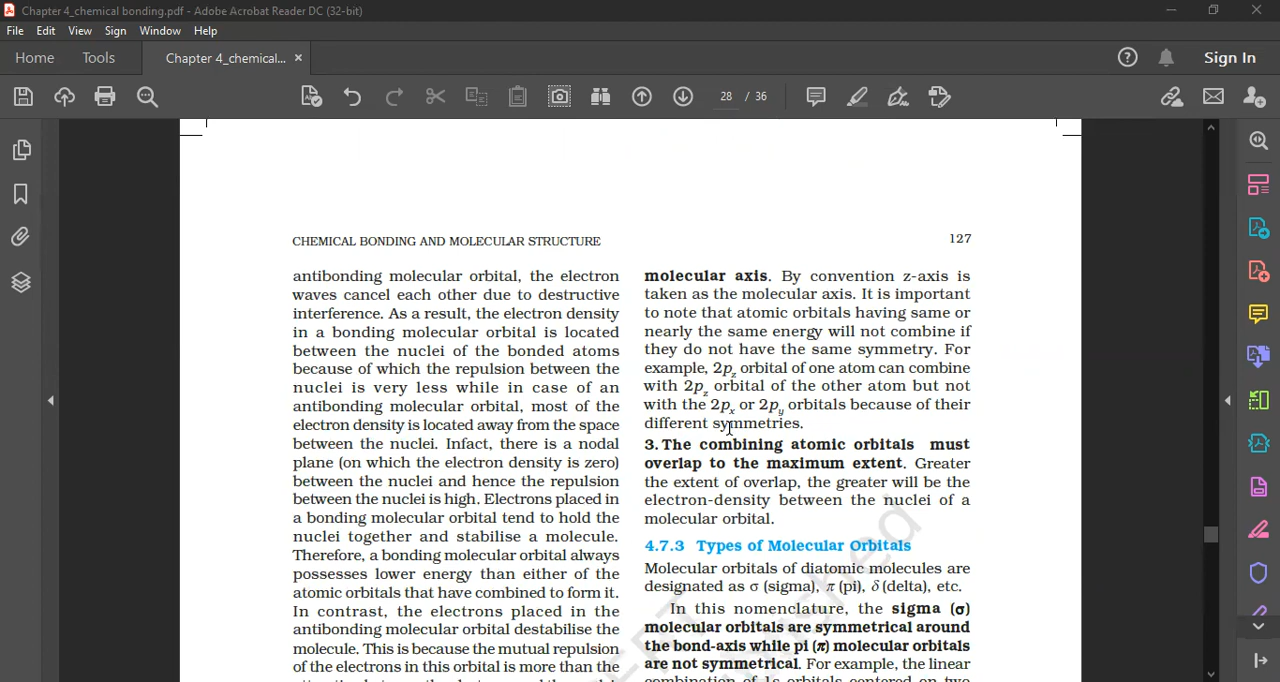 Chapter 4_chemical bonding.pdf - Adobe Acrobat Reader DC (32-bit)
File Edit View Sign Window Help
Home Tools Chapter 4_chemical... × Sign In
28 / 36
CHEMICAL BONDING AND MOLECULAR STRUCTURE 127
antibonding molecular orbital, the electron
waves cancel each other due to destructive
interference. As a result, the electron density
in a bonding molecular orbital is located
between the nuclei of the bonded atoms
because of which the repulsion between the
nuclei is very less while in case of an
antibonding molecular orbital, most of the
electron density is located away from the space
between the nuclei. Infact, there is a nodal
plane (on which the electron density is zero)
between the nuclei and hence the repulsion
between the nuclei is high. Electrons placed in
a bonding molecular orbital tend to hold the
nuclei together and stabilise a molecule.
Therefore, a bonding molecular orbital always
possesses lower energy than either of the
atomic orbitals that have combined to form it.
In contrast, the electrons placed in the
antibonding molecular orbital destabilise the
molecule. This is because the mutual repulsion
of the electrons in this orbital is more than the
molecular axis. By convention z-axis is
taken as the molecular axis. It is important
to note that atomic orbitals having same or
nearly the same energy will not combine if
they do not have the same symmetry. For
example, 2pz orbital of one atom can combine
with 2pz orbital of the other atom but not
with the 2px or 2py orbitals because of their
different symmetries.
3. The combining atomic orbitals must
overlap to the maximum extent. Greater
the extent of overlap, the greater will be the
electron-density between the nuclei of a
molecular orbital.
4.7.3 Types of Molecular Orbitals
Molecular orbitals of diatomic molecules are
designated as σ (sigma), π (pi), δ (delta), etc.
In this nomenclature, the sigma (σ)
molecular orbitals are symmetrical around
the bond-axis while pi (π) molecular orbitals
are not symmetrical. For example, the linear
combination of 1s orbitals centered on two